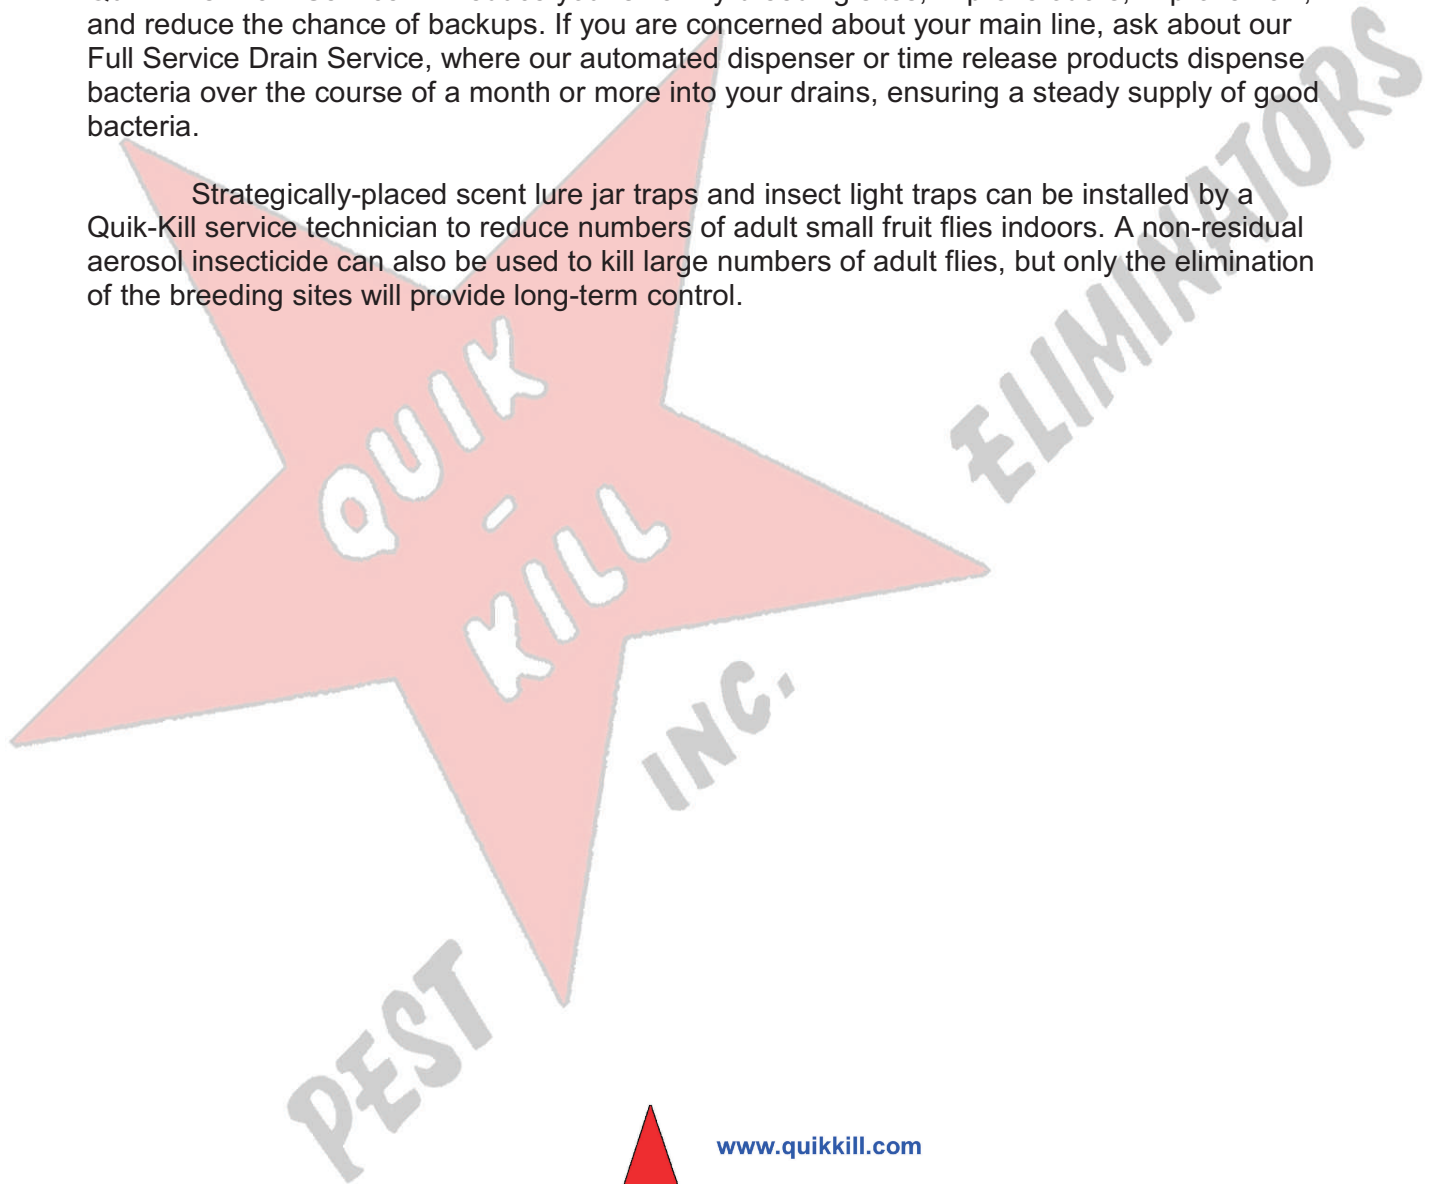 and reduce the chance of backups. If you are concerned about your main line, ask about our
Full Service Drain Service, where our automated dispenser or time release products dispense
bacteria over the course of a month or more into your drains, ensuring a steady supply of good
bacteria.
Strategically-placed scent lure jar traps and insect light traps can be installed by a
Quik-Kill service technician to reduce numbers of adult small fruit flies indoors. A non-residual
aerosol insecticide can also be used to kill large numbers of adult flies, but only the elimination
of the breeding sites will provide long-term control.
QUIK
-
KILL
PEST
ELIMINATORS
INC.
www.quikkill.com